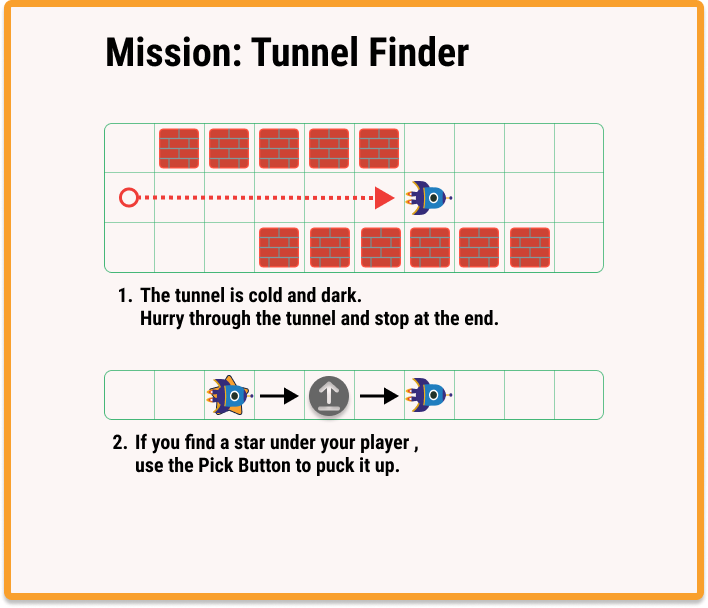 Mission: Tunnel Finder
1. The tunnel is cold and dark.
Hurry through the tunnel and stop at the end.
2. If you find a star under your player ,
use the Pick Button to puck it up.